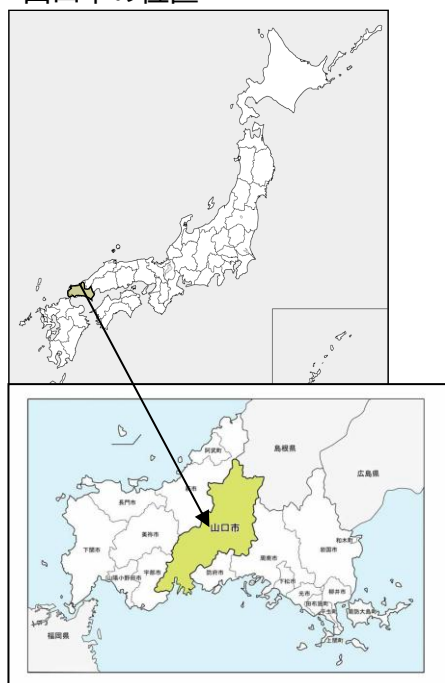 山口市の位置
阿武町
島根県
広島県
萩市
長門市
山口市
和木町
美祢市
下関市
岩国市
周南市
宇部市
防府市
山陽小野田市
下松市
光市
柳井市
田布施町
平生町
周防大島町
上関町
福岡県